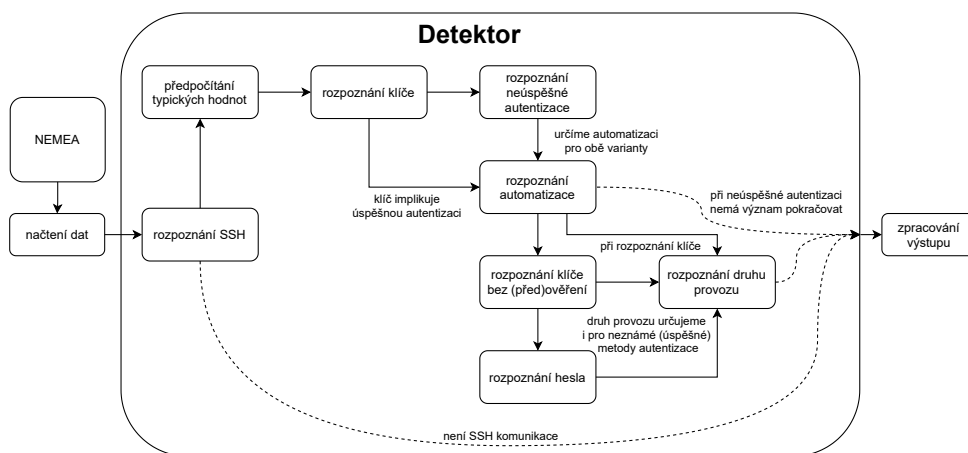 Detektor
předpočítání
typických hodnot
rozpoznání klíče
rozpoznání
neúspěšné
autentizace
určíme automatizaci
pro obě varianty
NEMEA
rozpoznání
automatizace
klíč implikuje
úspěšnou autentizaci
při neúspěšné autentizaci
nemá význam pokračovat
načtení dat
rozpoznání SSH
zpracování
výstupu
při rozpoznání klíče
rozpoznání klíče
bez (před)ověření
rozpoznání druhu
provozu
druh provozu určujeme
i pro neznámé (úspěšné)
metody autentizace
rozpoznání hesla
není SSH komunikace